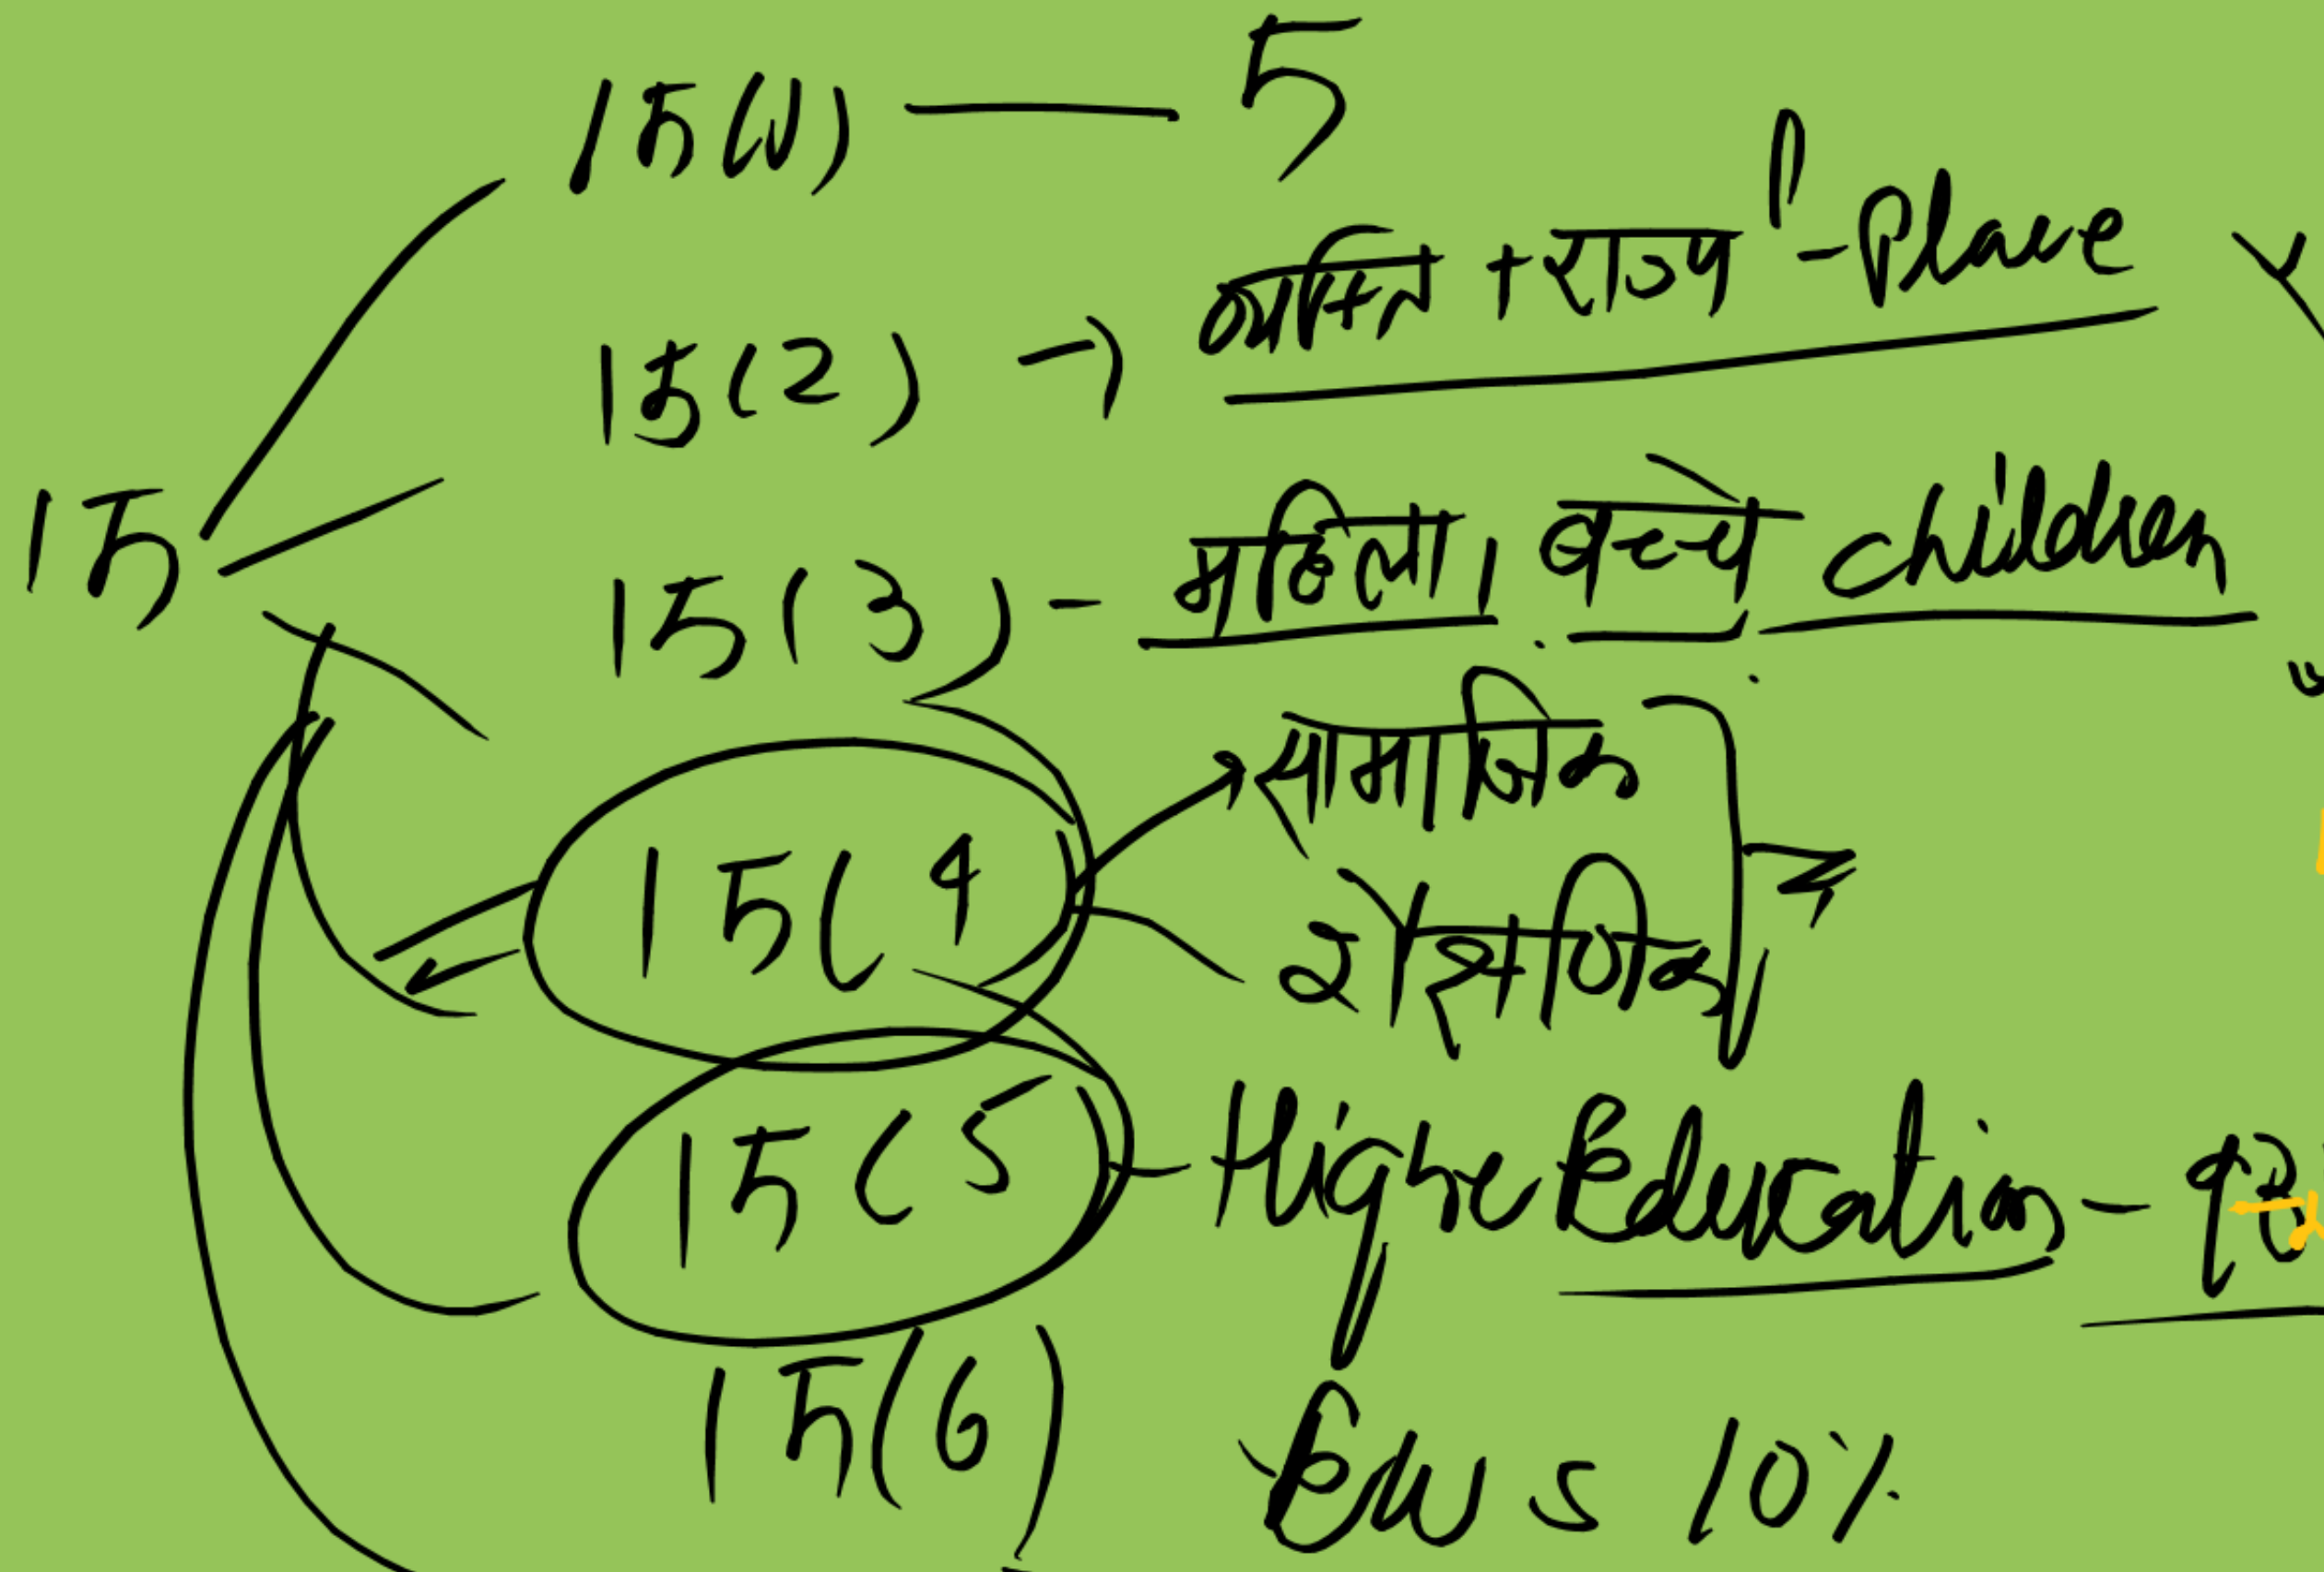 15(1) — 5
15(2) → व्यक्ति + राज्य - Place
15
15(3) - महिला। बच्चे children
15(4) सामाजिक
शैक्षणिक
15(5) - Higher Education -
15(6) EWS 10%